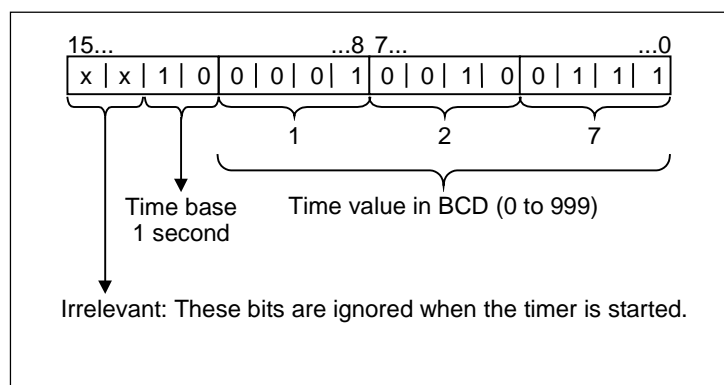 15... ...8 7... ...0
x | x | 1 | 0 | 0 | 0 | 0 | 1 | 0 | 0 | 1 | 0 | 0 | 1 | 1 | 1
1 2 7
Time base Time value in BCD (0 to 999)
1 second
Irrelevant: These bits are ignored when the timer is started.